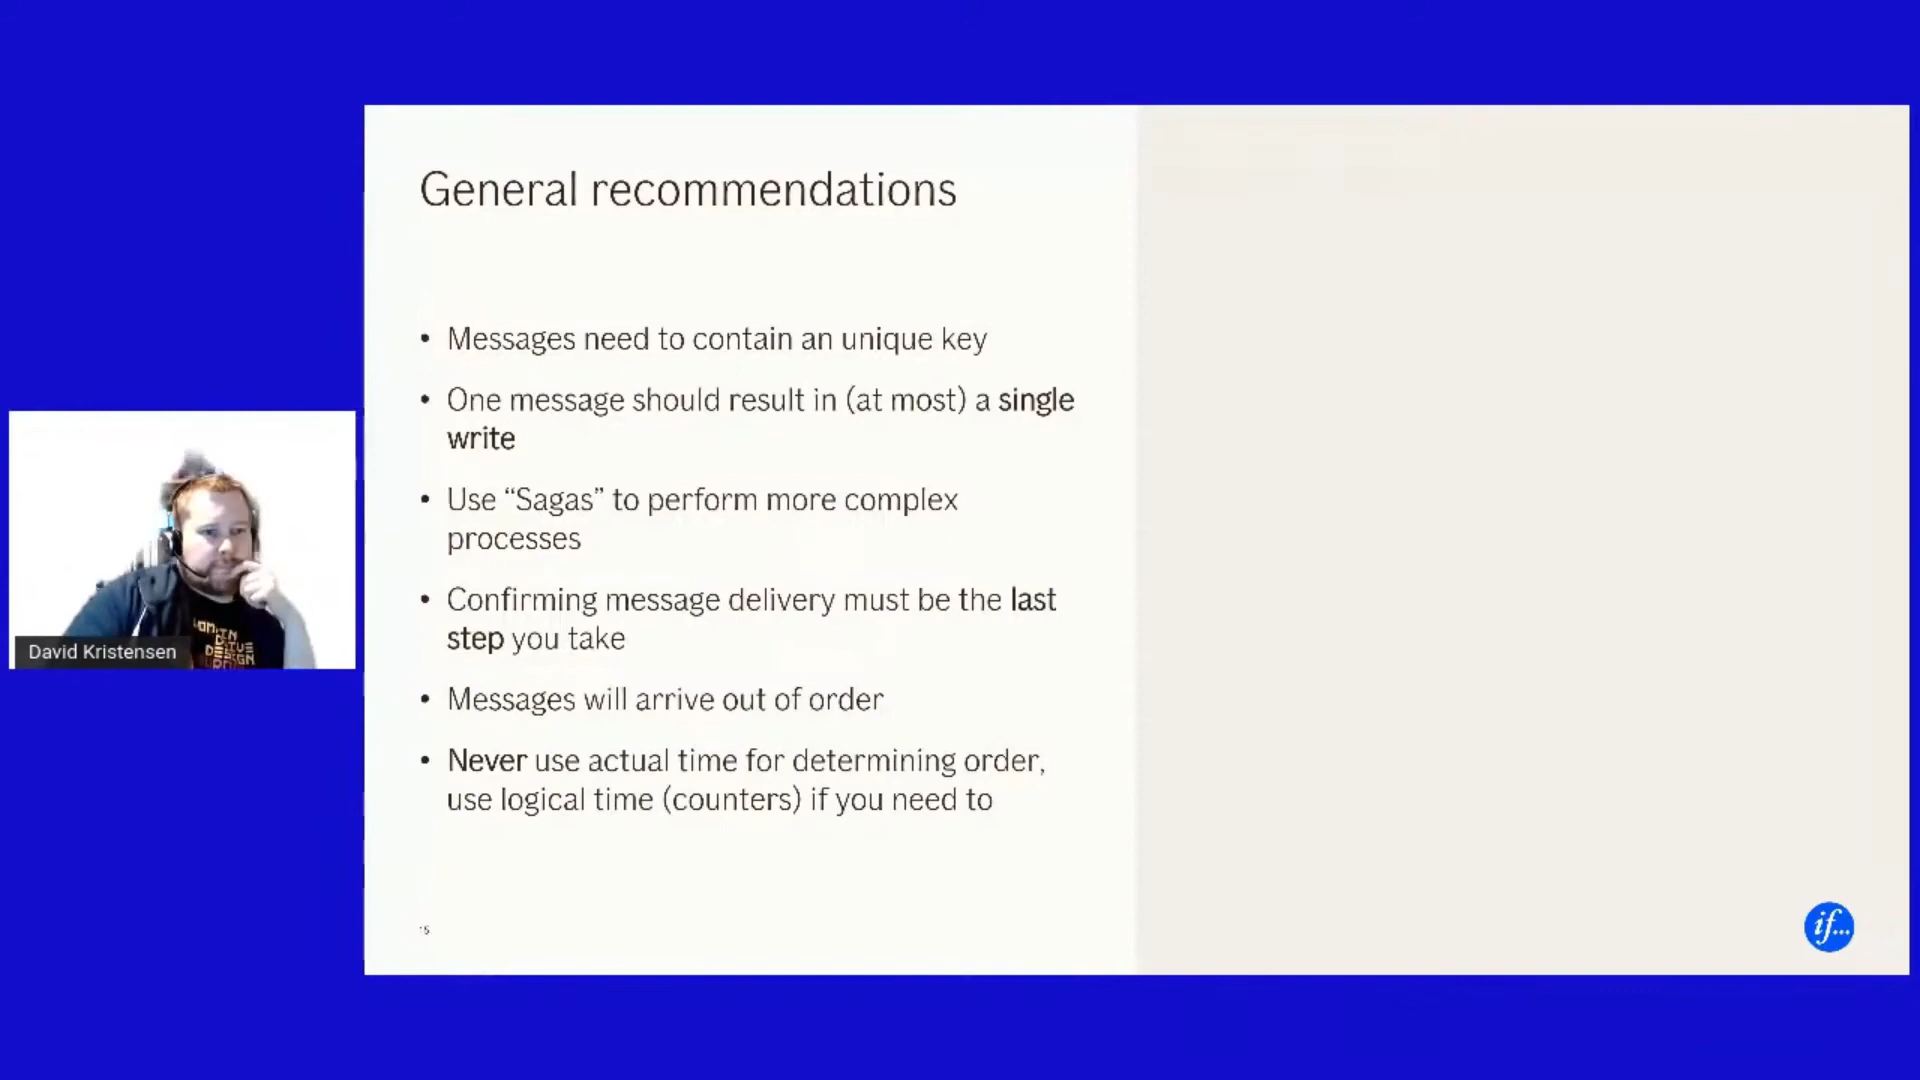 General recommendations
• Messages need to contain an unique key
• One message should result in (at most) a single
write
• Use “Sagas” to perform more complex
processes
• Confirming message delivery must be the last
step you take
• Messages will arrive out of order
• Never use actual time for determining order,
use logical time (counters) if you need to
David Kristensen
DESIGN
15
if...